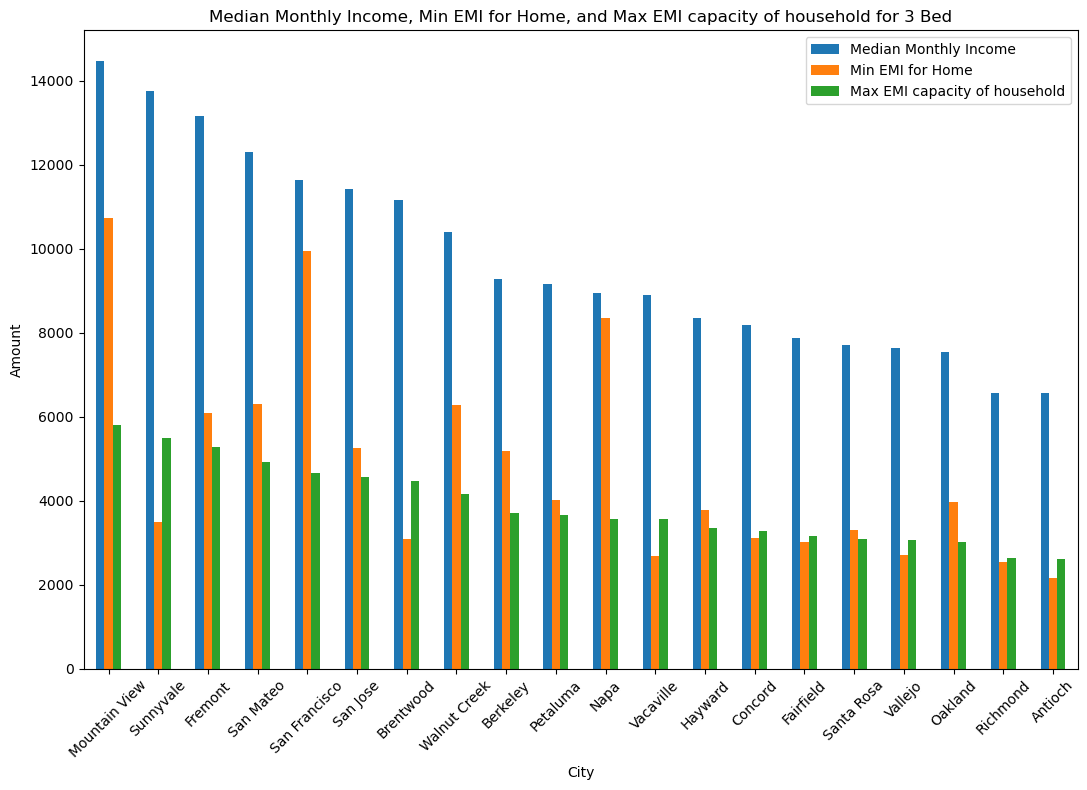 Median Monthly Income, Min EMI for Home, and Max EMI capacity of household for 3 Bed
Median Monthly Income
Min EMI for Home
Max EMI capacity of household
14000
12000
10000
8000
6000
4000
2000
0
Amount
Mountain View
Sunnyvale
Fremont
San Mateo
San Francisco
San Jose
Brentwood
Walnut Creek
Berkeley
Petaluma
Napa
Vacaville
Hayward
Concord
Fairfield
Santa Rosa
Vallejo
Oakland
Richmond
Antioch
City